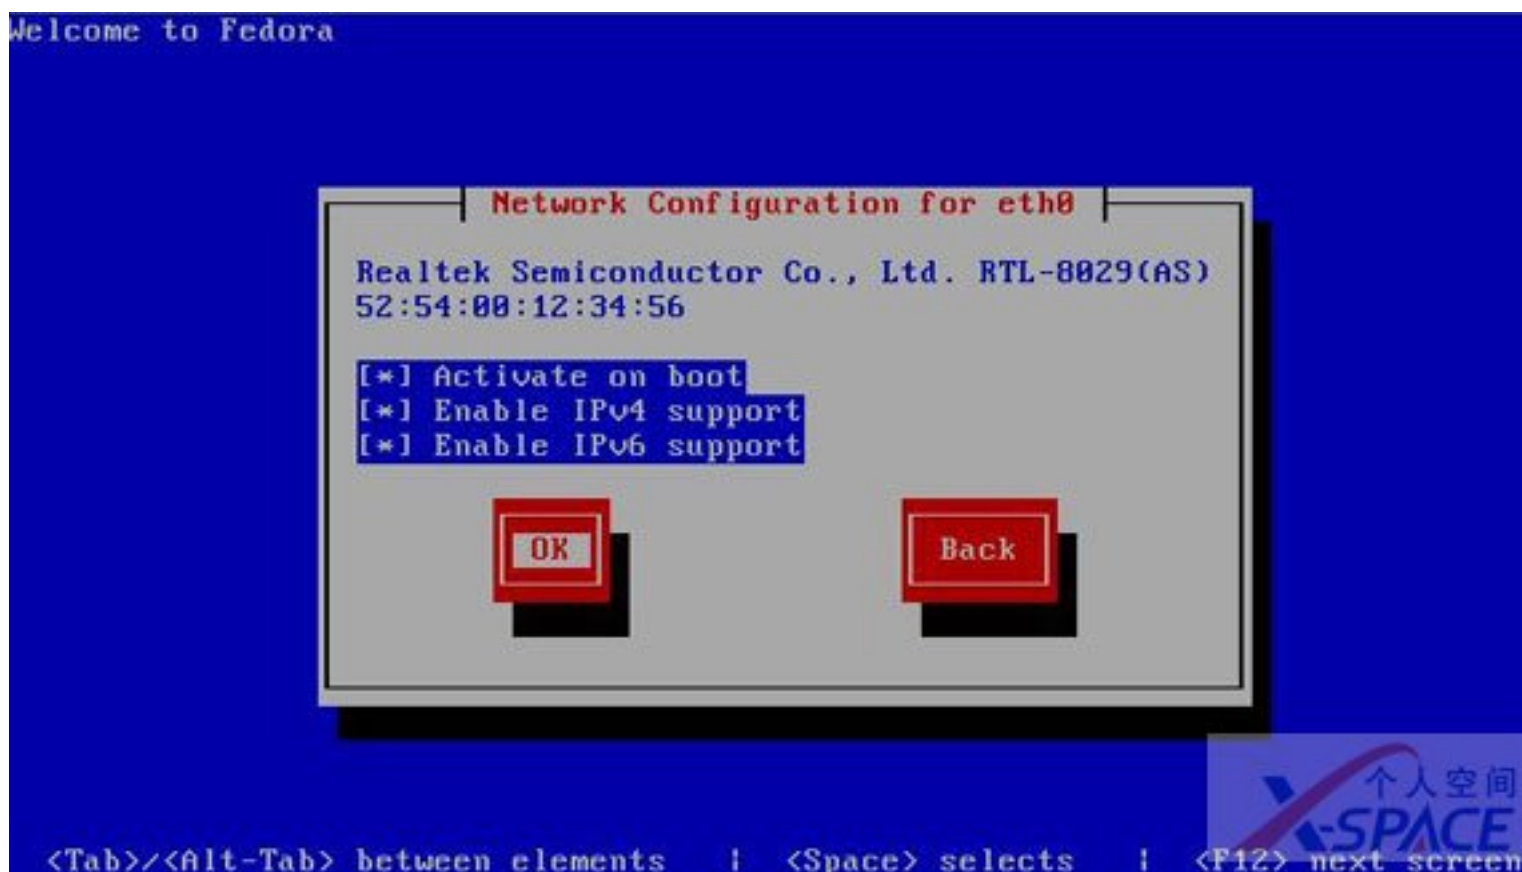 Welcome to Fedora
Network Configuration for eth0
Realtek Semiconductor Co., Ltd. RTL-8029(AS)
52:54:00:12:34:56
[*] Activate on boot
[*] Enable IPv4 support
[*] Enable IPv6 support
OK
Back
个人空间
X-SPACE
<Tab>/<Alt-Tab> between elements | <Space> selects | <F12> next screen